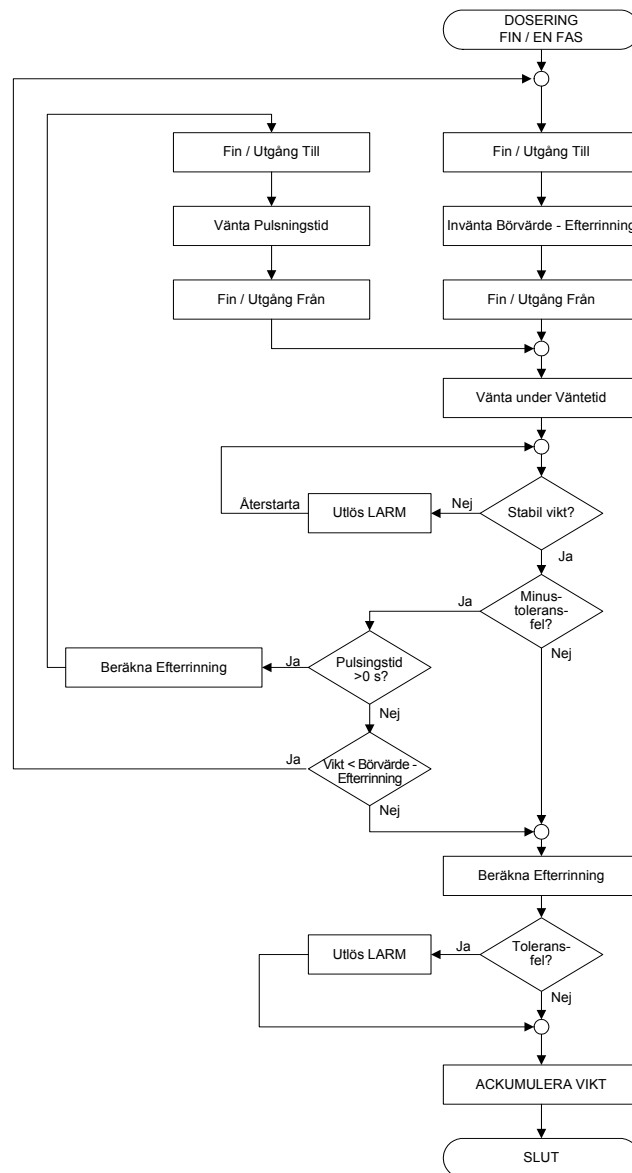 DOSERING
FIN / EN FAS
Fin / Utgång Till
Fin / Utgång Till
Vänta Pulsningstid
Invänta Börvärde - Efterrinning
Fin / Utgång Från
Fin / Utgång Från
Vänta under Väntetid
Återstarta
Utlös LARM
Nej
Stabil vikt?
Ja
Ja
Minus-
tolerans-
fel?
Nej
Beräkna Efterrinning
Ja
Pulsingstid
>0 s?
Nej
Ja
Vikt < Börvärde -
Efterrinning
Nej
Beräkna Efterrinning
Utlös LARM
Ja
Tolerans-
fel?
Nej
ACKUMULERA VIKT
SLUT